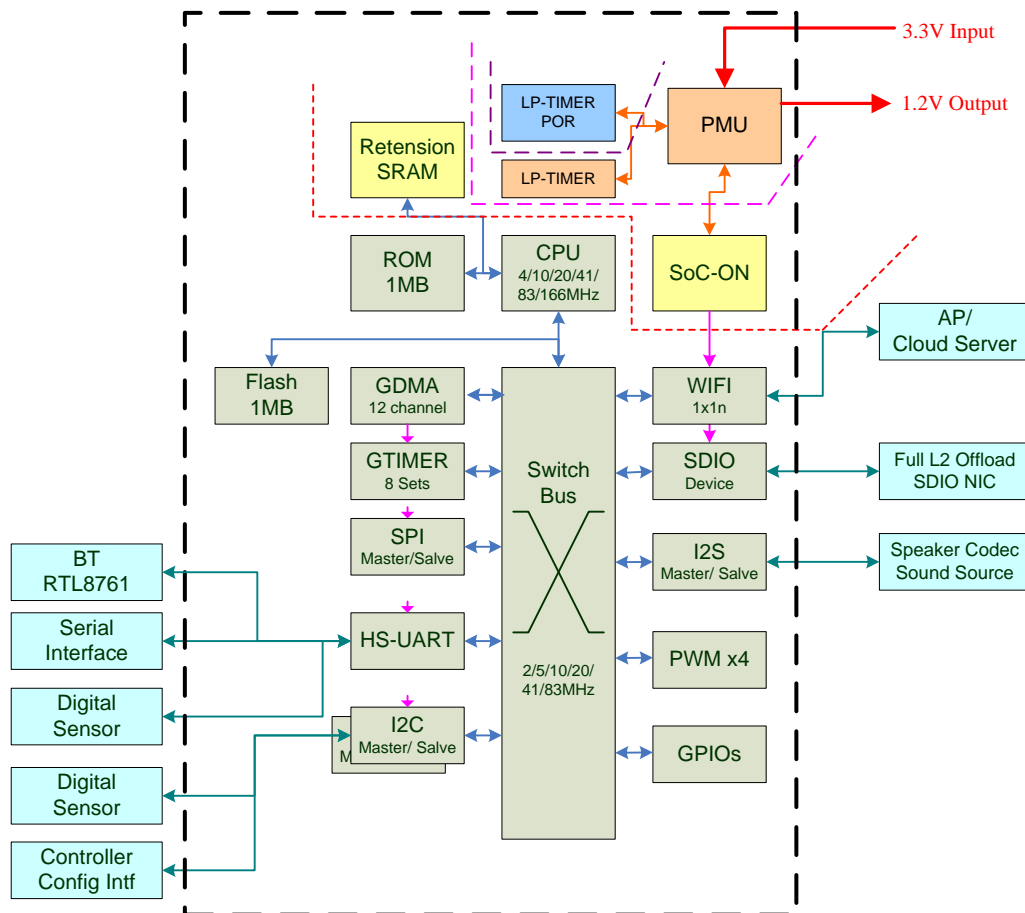 3.3V Input
1.2V Output
LP-TIMER
POR
PMU
LP-TIMER
Retension
SRAM
ROM
1MB
CPU
4/10/20/41/
83/166MHz
SoC-ON
AP/
Cloud Server
Flash
1MB
GDMA
12 channel
WIFI
1x1n
GTIMER
8 Sets
Switch
Bus
SDIO
Device
Full L2 Offload
SDIO NIC
SPI
Master/Salve
I2S
Master/ Salve
Speaker Codec
Sound Source
BT
RTL8761
Serial
Interface
HS-UART
2/5/10/20/
41/83MHz
PWM x4
Digital
Sensor
I2C
Master/ Salve
M
GPIOs
Digital
Sensor
Controller
Config Intf